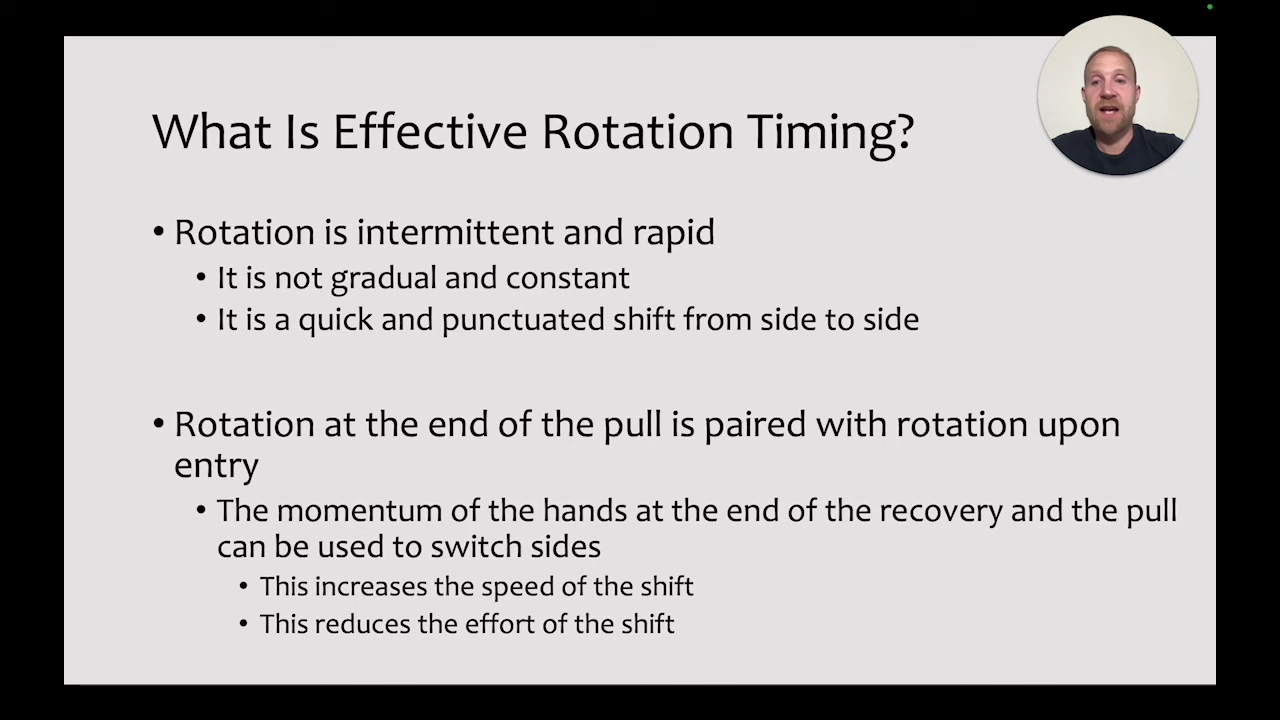 What Is Effective Rotation Timing?
• Rotation is intermittent and rapid
• It is not gradual and constant
• It is a quick and punctuated shift from side to side
• Rotation at the end of the pull is paired with rotation upon
entry
• The momentum of the hands at the end of the recovery and the pull
can be used to switch sides
• This increases the speed of the shift
• This reduces the effort of the shift